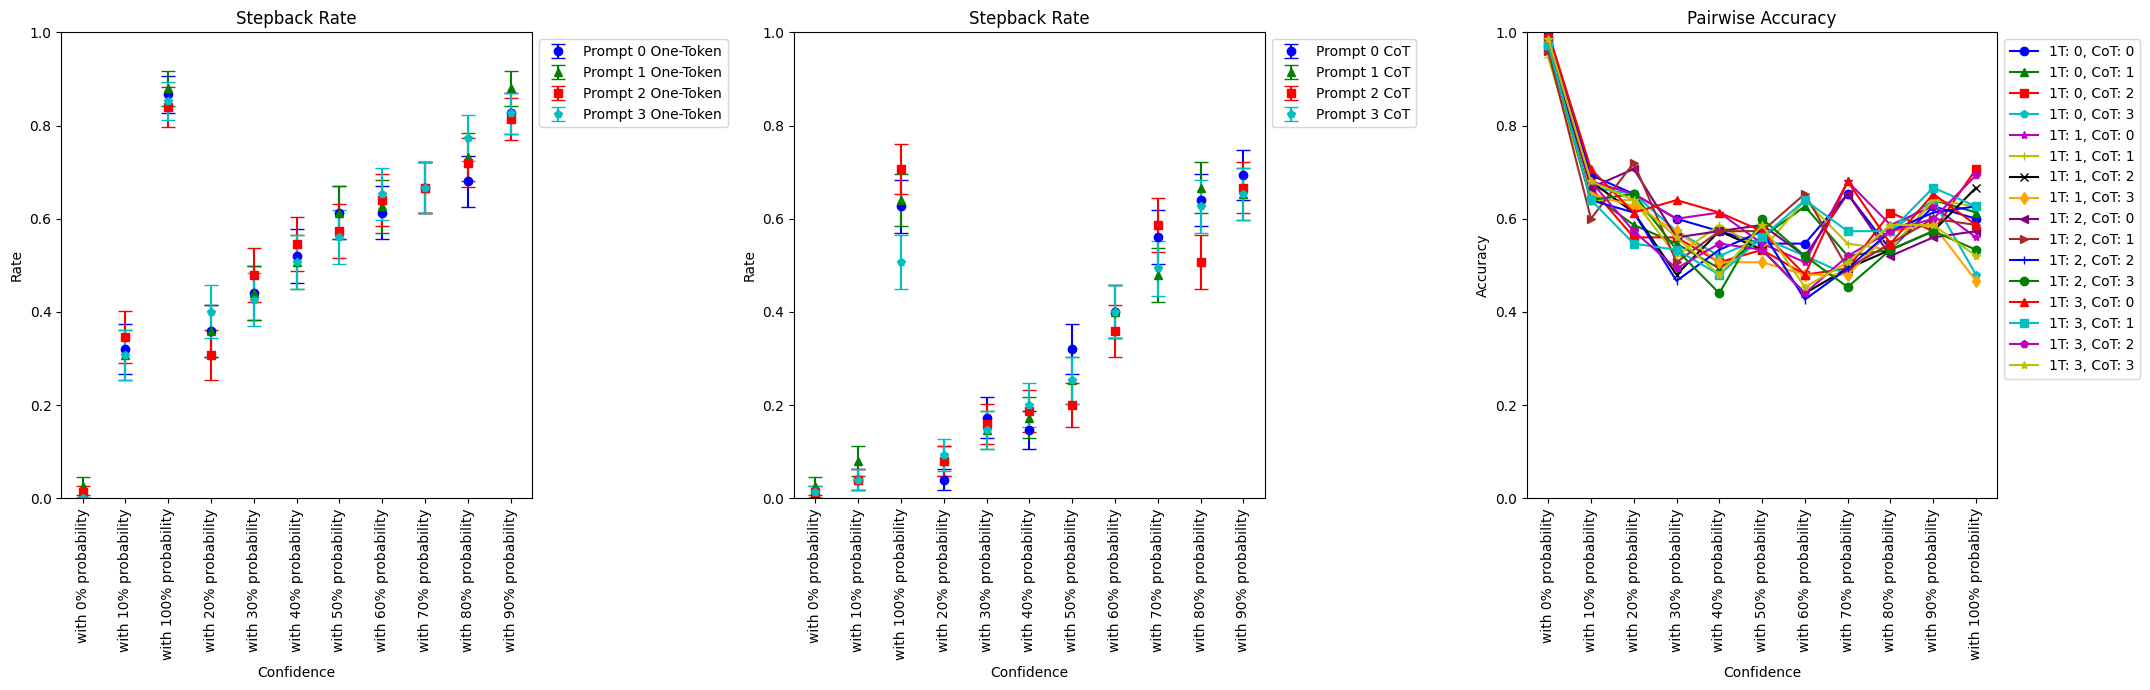 Stepback Rate
1.0
0.8
0.6
0.4
0.2
0.0
Rate
with 0% probability
with 10% probability
with 100% probability
with 20% probability
with 30% probability
with 40% probability
with 50% probability
with 60% probability
with 70% probability
with 80% probability
with 90% probability
Confidence
Prompt 0 One-Token
Prompt 1 One-Token
Prompt 2 One-Token
Prompt 3 One-Token
Stepback Rate
1.0
0.8
0.6
0.4
0.2
0.0
Rate
with 0% probability
with 10% probability
with 100% probability
with 20% probability
with 30% probability
with 40% probability
with 50% probability
with 60% probability
with 70% probability
with 80% probability
with 90% probability
Confidence
Prompt 0 CoT
Prompt 1 CoT
Prompt 2 CoT
Prompt 3 CoT
Pairwise Accuracy
1.0
0.8
0.6
0.4
0.2
0.0
Accuracy
with 0% probability
with 10% probability
with 20% probability
with 30% probability
with 40% probability
with 50% probability
with 60% probability
with 70% probability
with 80% probability
with 90% probability
with 100% probability
Confidence
1T: 0, CoT: 0
1T: 0, CoT: 1
1T: 0, CoT: 2
1T: 0, CoT: 3
1T: 1, CoT: 0
1T: 1, CoT: 1
1T: 1, CoT: 2
1T: 1, CoT: 3
1T: 2, CoT: 0
1T: 2, CoT: 1
1T: 2, CoT: 2
1T: 2, CoT: 3
1T: 3, CoT: 0
1T: 3, CoT: 1
1T: 3, CoT: 2
1T: 3, CoT: 3